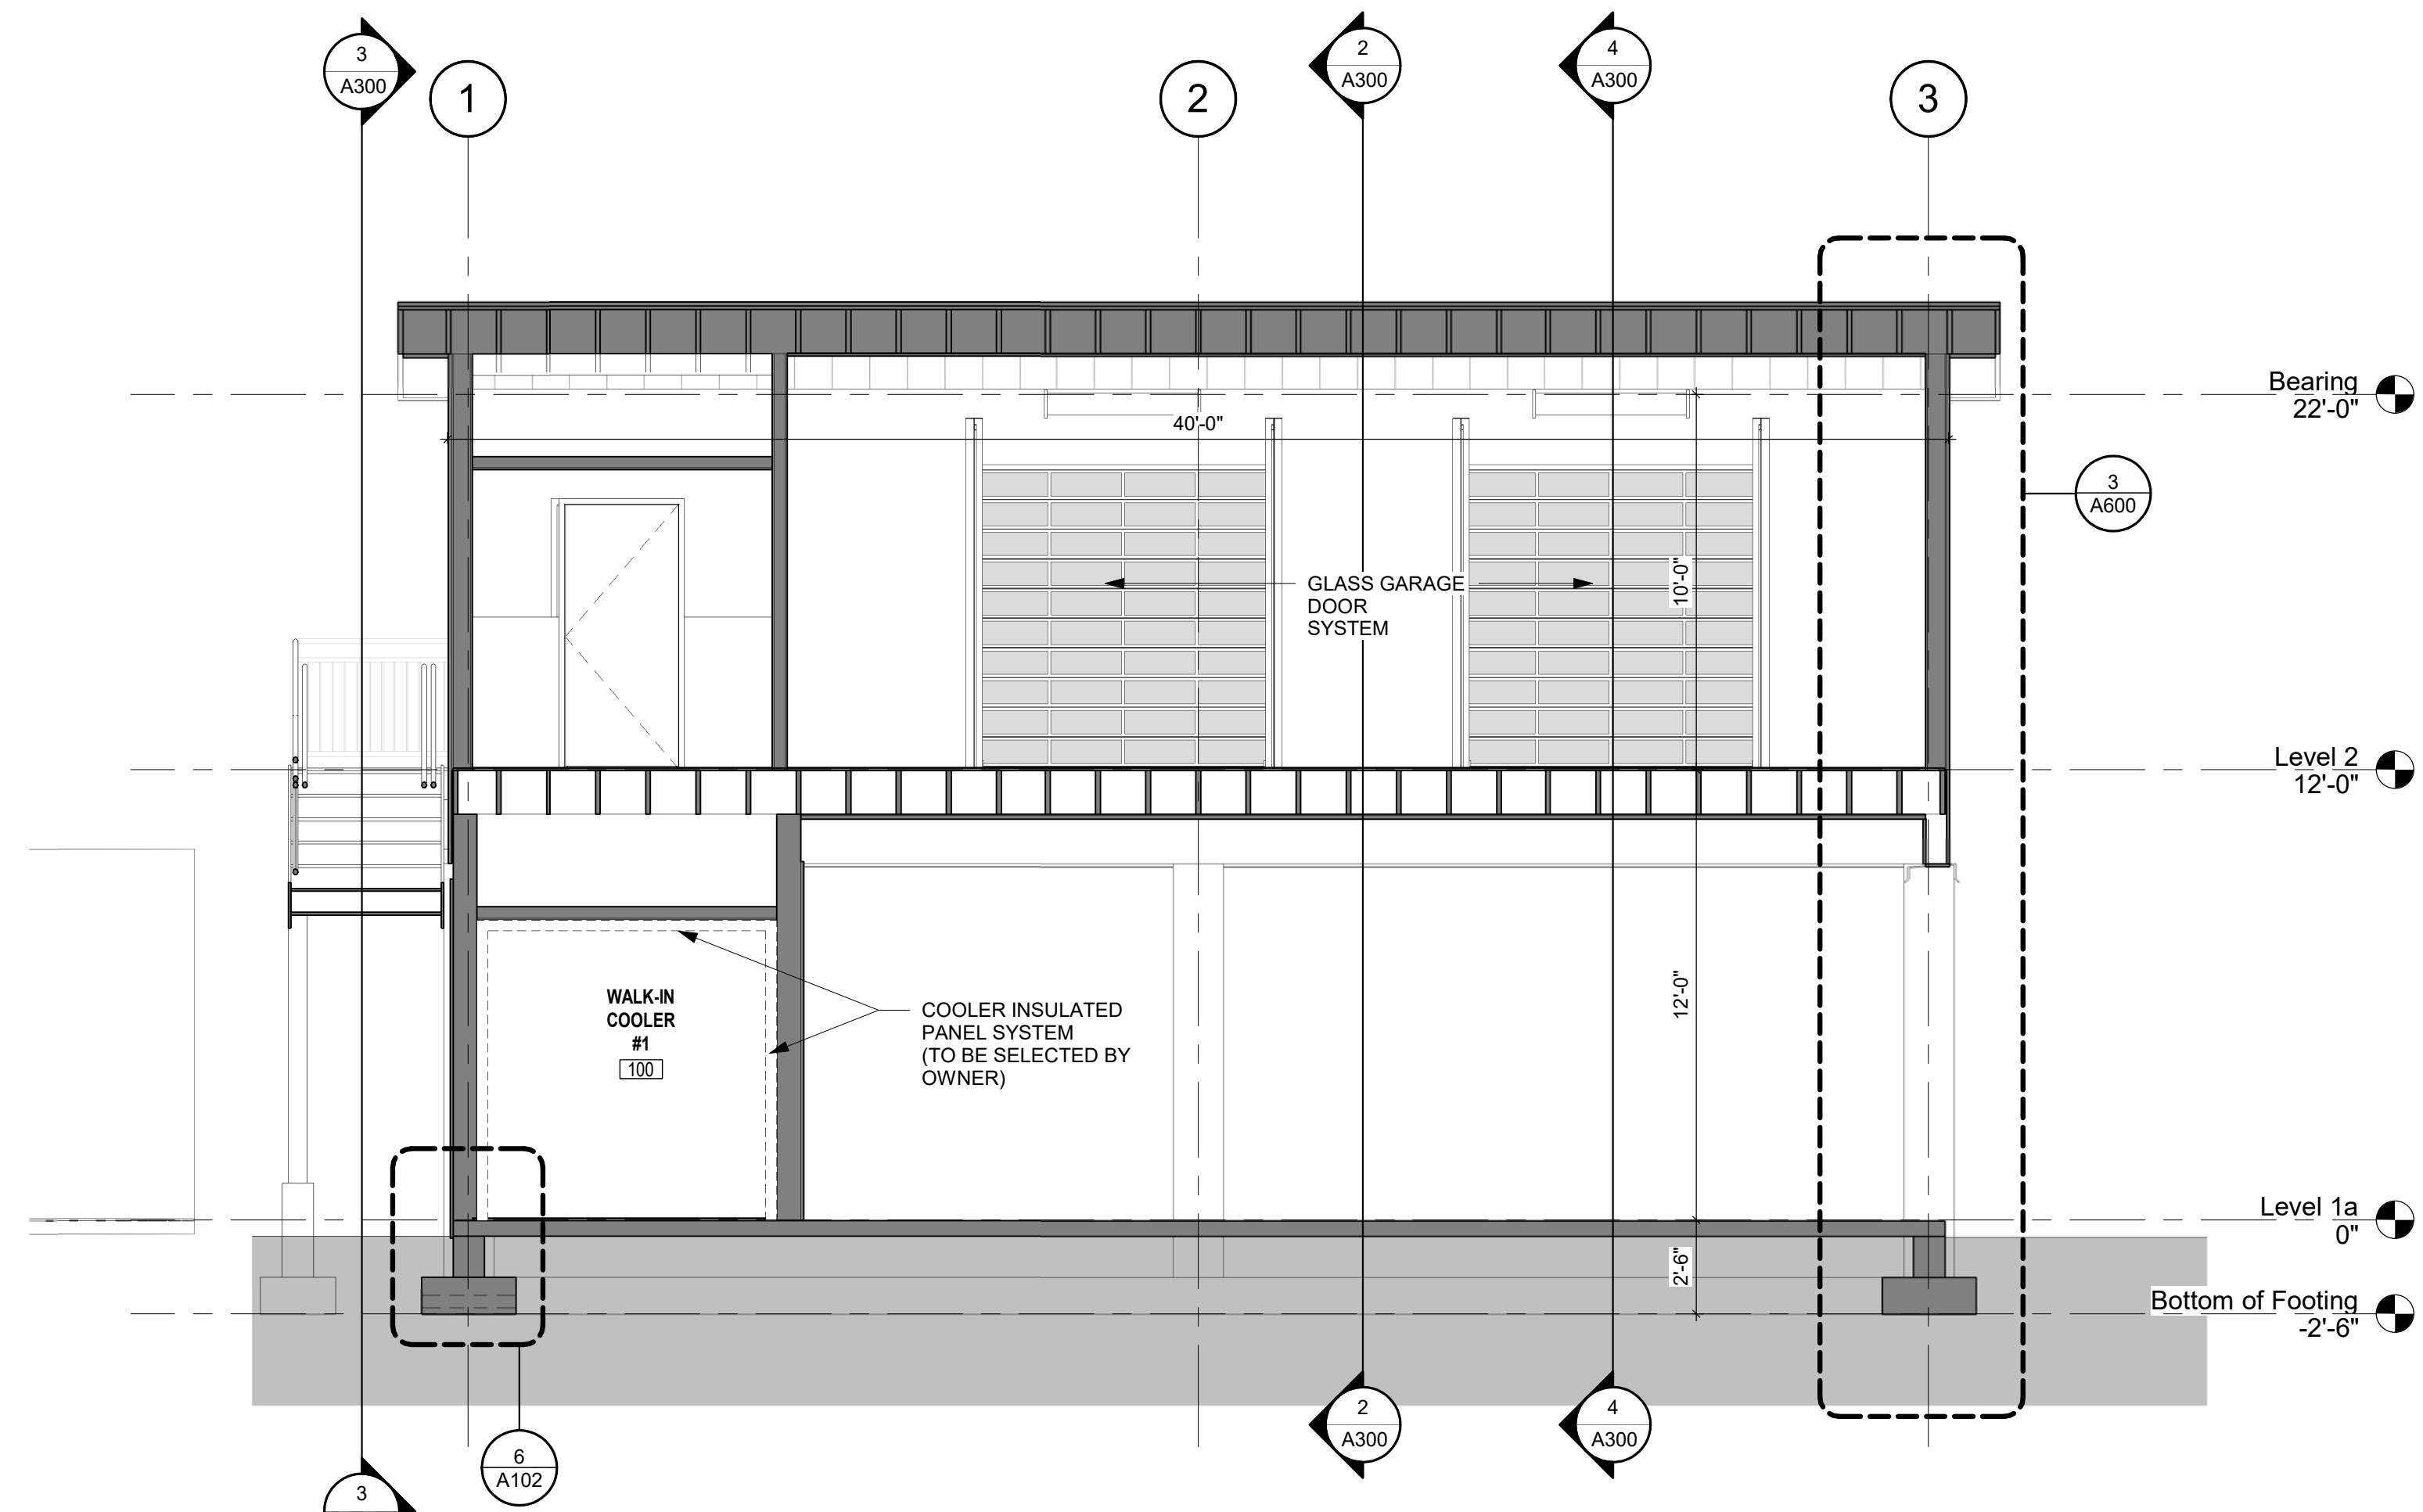 3
A300
1
2
2
A300
4
A300
3
Bearing
22'-0"
40'-0"
3
A600
GLASS GARAGE
DOOR
SYSTEM
10'-0"
Level 2
12'-0"
WALK-IN
COOLER
#1
100
COOLER INSULATED
PANEL SYSTEM
(TO BE SELECTED BY
OWNER)
12'-0"
Level 1a
0"
2'-6"
Bottom of Footing
-2'-6"
2
A300
4
A300
6
A102
3